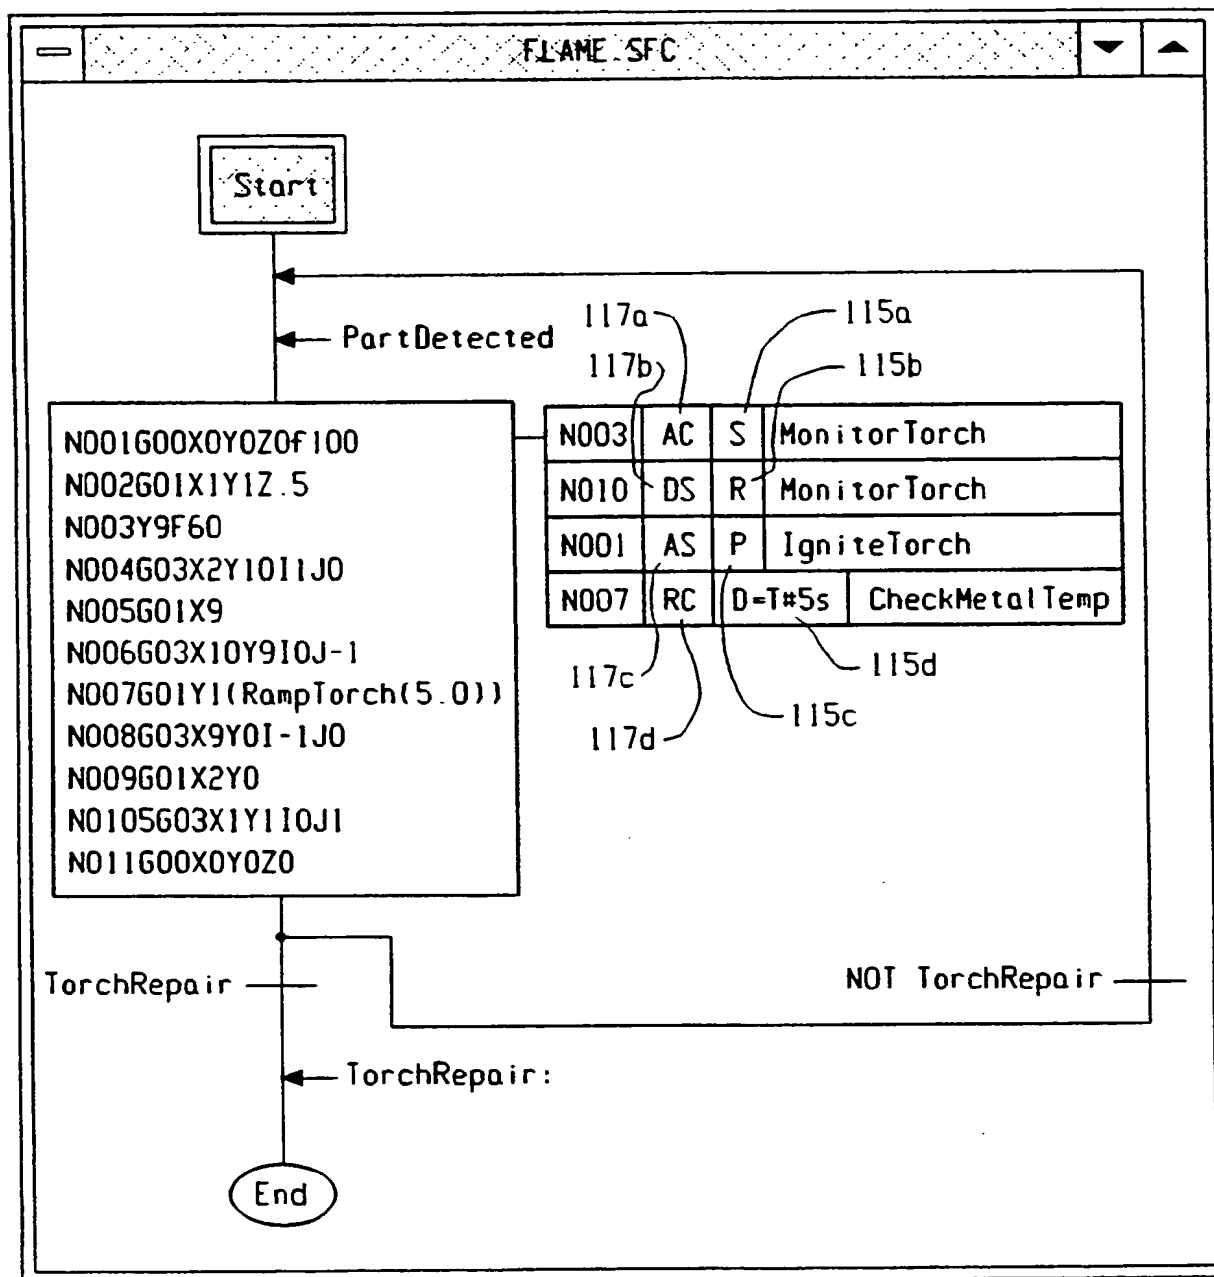 FLAME.SFC
Start
PartDetected
117a
115a
117b
115b
N001G00X0Y0Z0f100
N002G01X1Y1Z.5
N003Y9F60
N004G03X2Y10I1J0
N005G01X9
N006G03X10Y9I0J-1
N007G01Y1(RampTorch(5.0))
N008G03X9Y0I-1J0
N009G01X2Y0
N0105G03X1Y1I0J1
N011G00X0Y0Z0
N003 AC S MonitorTorch
N010 DS R MonitorTorch
N001 AS P IgniteTorch
N007 RC D=T#5s CheckMetalTemp
117c
115d
115c
117d
TorchRepair
NOT TorchRepair
TorchRepair:
End